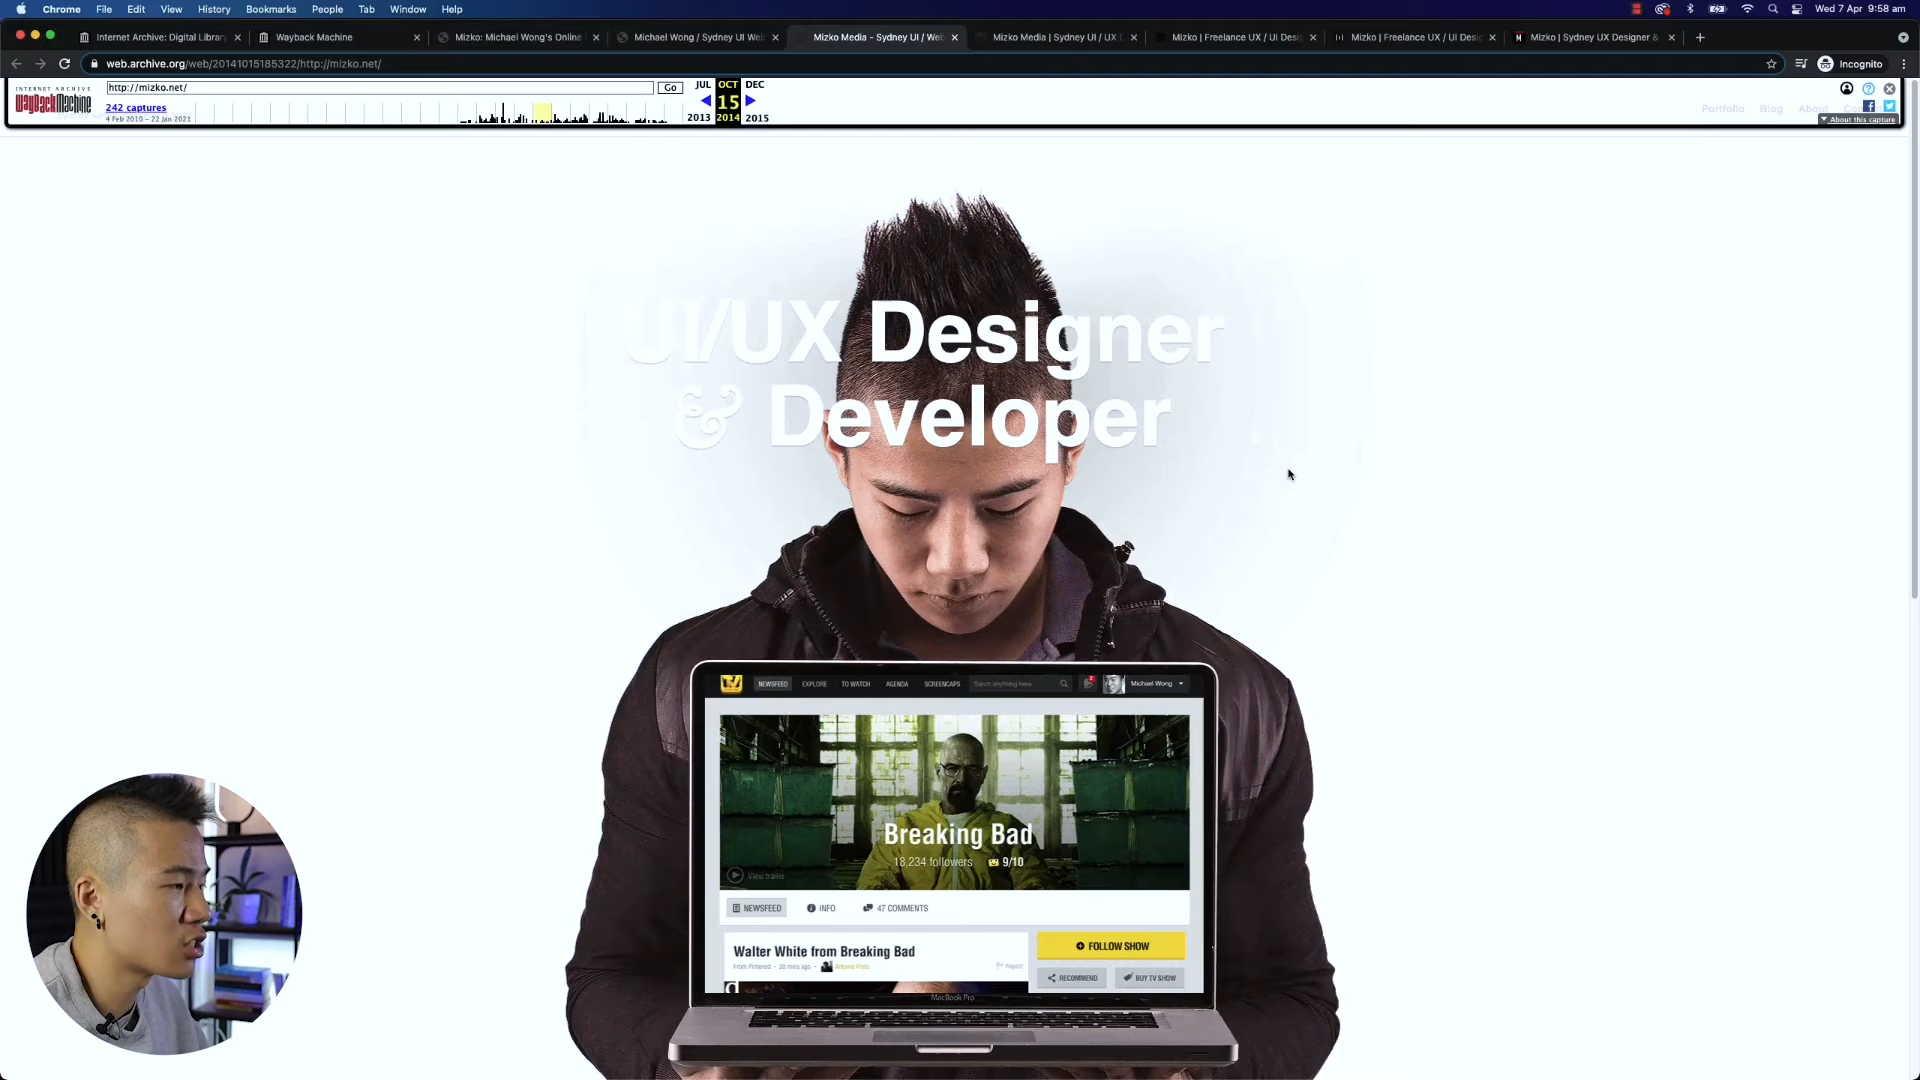 Chrome File Edit View History Bookmarks People Tab Window Help Wed 7 Apr 9:58 am
Internet Archive: Digital Library Wayback Machine Mizko: Michael Wong's Online Michael Wong / Sydney UI Web Mizko Media - Sydney UI / Web Mizko Media | Sydney UI / UX D Mizko | Freelance UX / UI Desig Mizko | Freelance UX / UI Desig M Mizko | Sydney UX Designer &
web.archive.org/web/20141015185322/http://mizko.net/ Incognito
INTERNET ARCHIVE
WayBackMachine
http://mizko.net/ Go
242 captures
4 Feb 2010 – 22 Jan 2021
JUL OCT DEC
15
2013 2014 2015
Portfolio Blog About
About this capture
UI/UX Designer
& Developer
TV NEWSFEED EXPLORE TO WATCH AGENDA SCREENCAPS Search anything here 2 Michael Wong
Breaking Bad
18,234 followers 9/10
View trailer
NEWSFEED INFO 47 COMMENTS
Walter White from Breaking Bad
From Pinterest • 26 mins ago •
Report
FOLLOW SHOW
RECOMMEND BUY TV SHOW
MacBook Pro